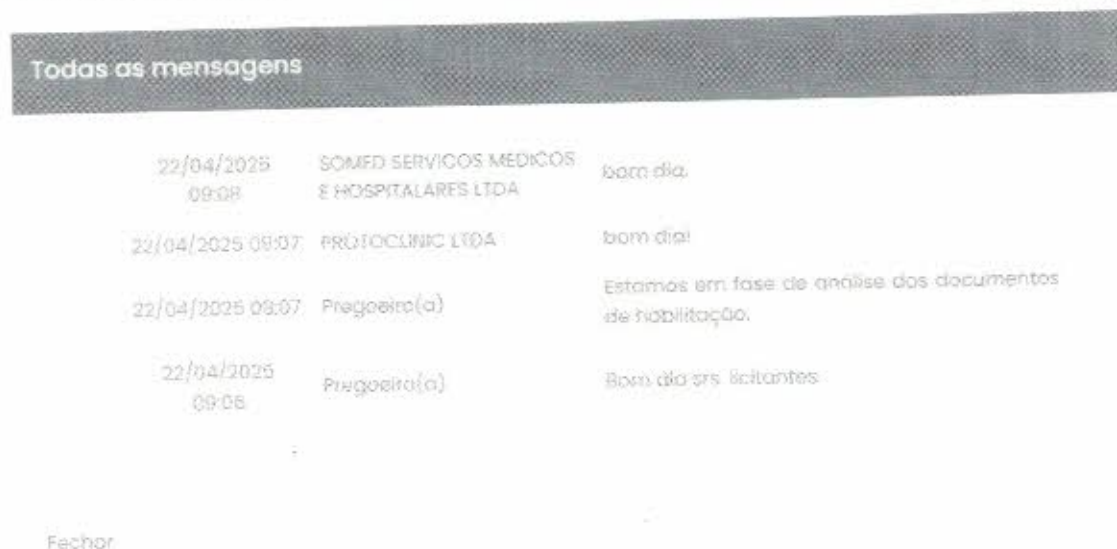 Todas as mensagens
22/04/2025
09:08
SOMED SERVICOS MEDICOS
E HOSPITALARES LTDA
bom dia.
22/04/2025 09:07 PROTOCLINIC LTDA bom dia!
22/04/2025 09:07 Pregoeiro(a)
Estamos em fase de análise dos documentos
de habilitação.
22/04/2025
09:06
Pregoeiro(a) Bom dia srs. licitantes
Fechar